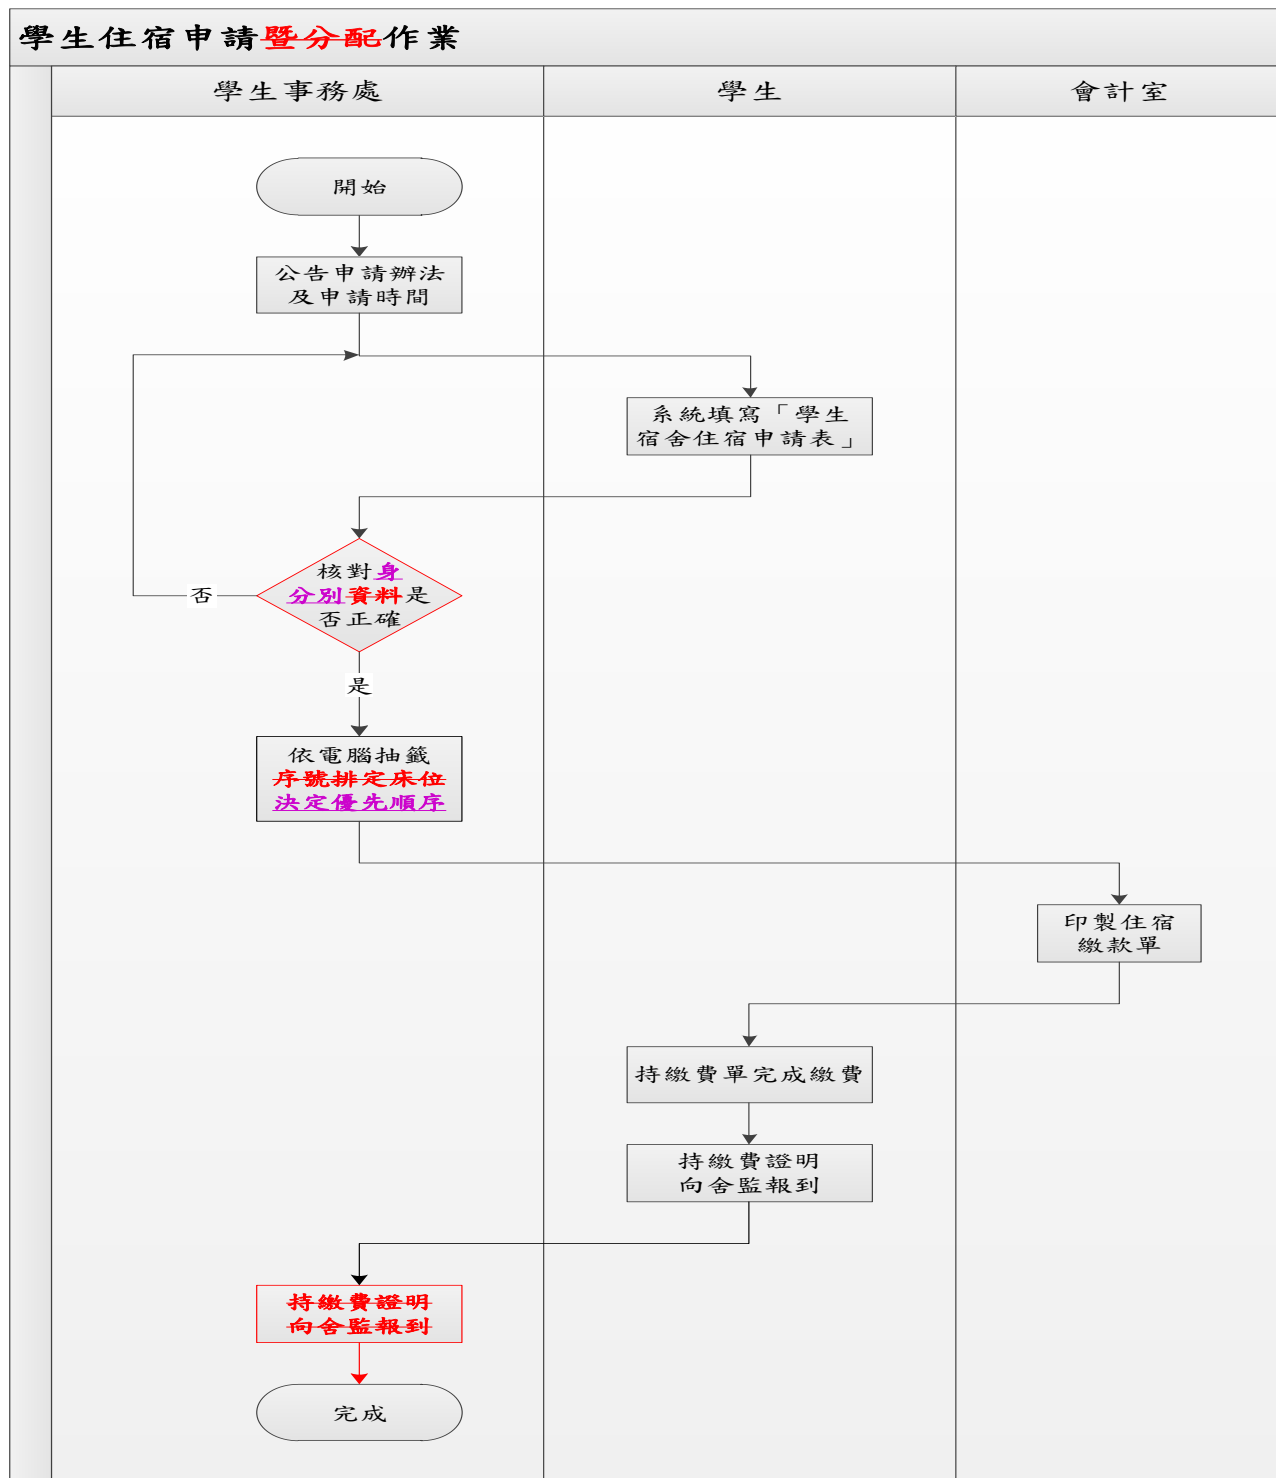 學生住宿申請暨分配作業
學生事務處
學生
會計室
開始
公告申請辦法
及申請時間
系統填寫「學生
宿舍住宿申請表」
核對身
分別資料是
否正確
否
是
依電腦抽籤
序號排定床位
決定優先順序
印製住宿
繳款單
持繳費單完成繳費
持繳費證明
向舍監報到
持繳費證明
向舍監報到
完成